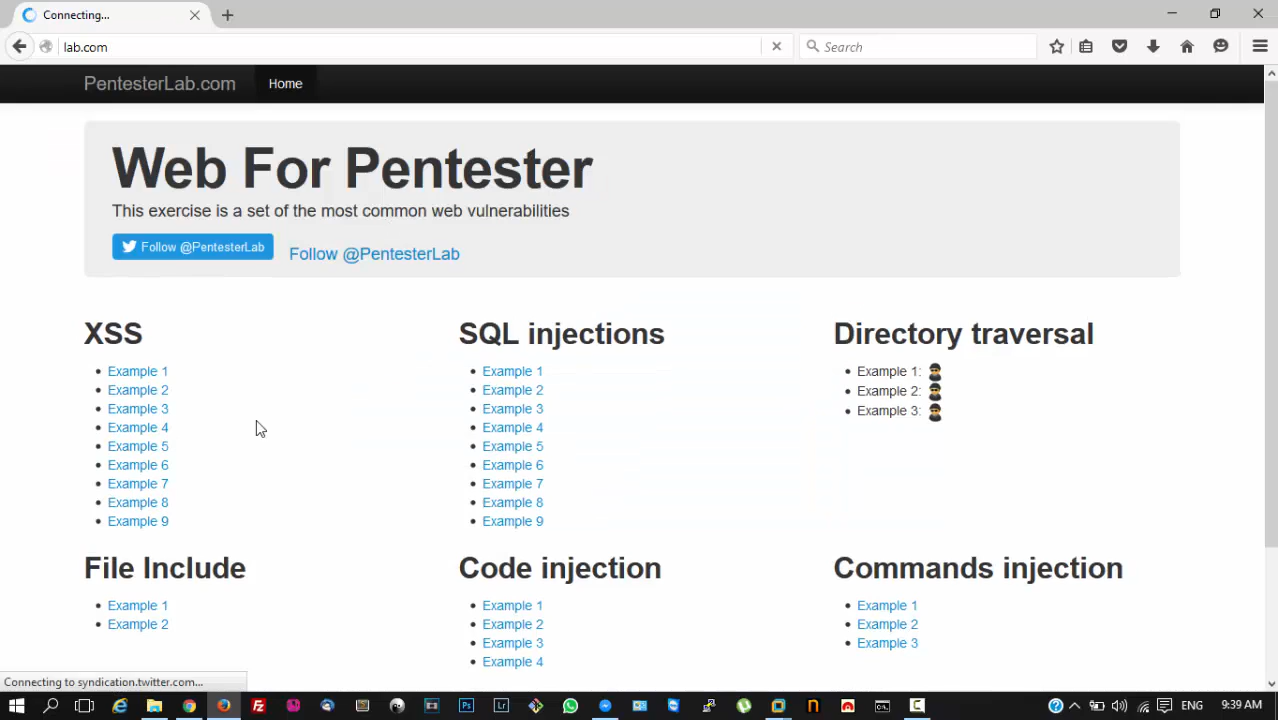 Connecting...
lab.com
Search
PentesterLab.com
Home
Web For Pentester
This exercise is a set of the most common web vulnerabilities
Follow @PentesterLab
Follow @PentesterLab
XSS
Example 1
Example 2
Example 3
Example 4
Example 5
Example 6
Example 7
Example 8
Example 9
SQL injections
Example 1
Example 2
Example 3
Example 4
Example 5
Example 6
Example 7
Example 8
Example 9
Directory traversal
Example 1:
Example 2:
Example 3:
File Include
Example 1
Example 2
Code injection
Example 1
Example 2
Example 3
Example 4
Commands injection
Example 1
Example 2
Example 3
Connecting to syndication.twitter.com...
ENG
9:39 AM